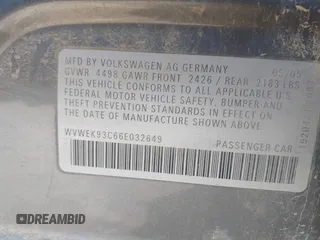 MFD BY VOLKSWAGEN AG GERMANY 05/05
GVWR 4498 GAWR FRONT 2426 / REAR 2183 LBS
THIS VEHICLE CONFORMS TO ALL APPLICABLE U.S.
FEDERAL MOTOR VEHICLE SAFETY, BUMPER AND
THEFT PREVENTION STANDARDS IN EFFECT ON THE
DATE OF MANUFACTURE SHOWN ABOVE
WVWEK93C66E032649 PASSENGER CAR
DREAMBID